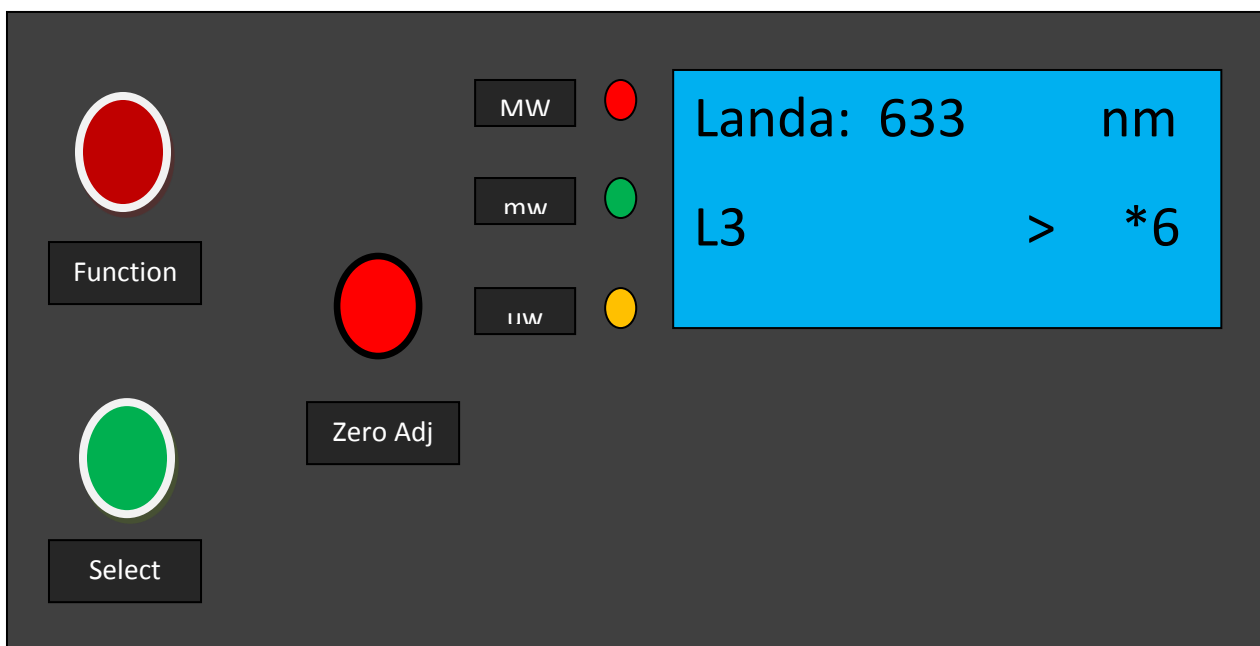 MW
Landa: 633 nm
mw
L3 > *6
Function
uw
Zero Adj
Select